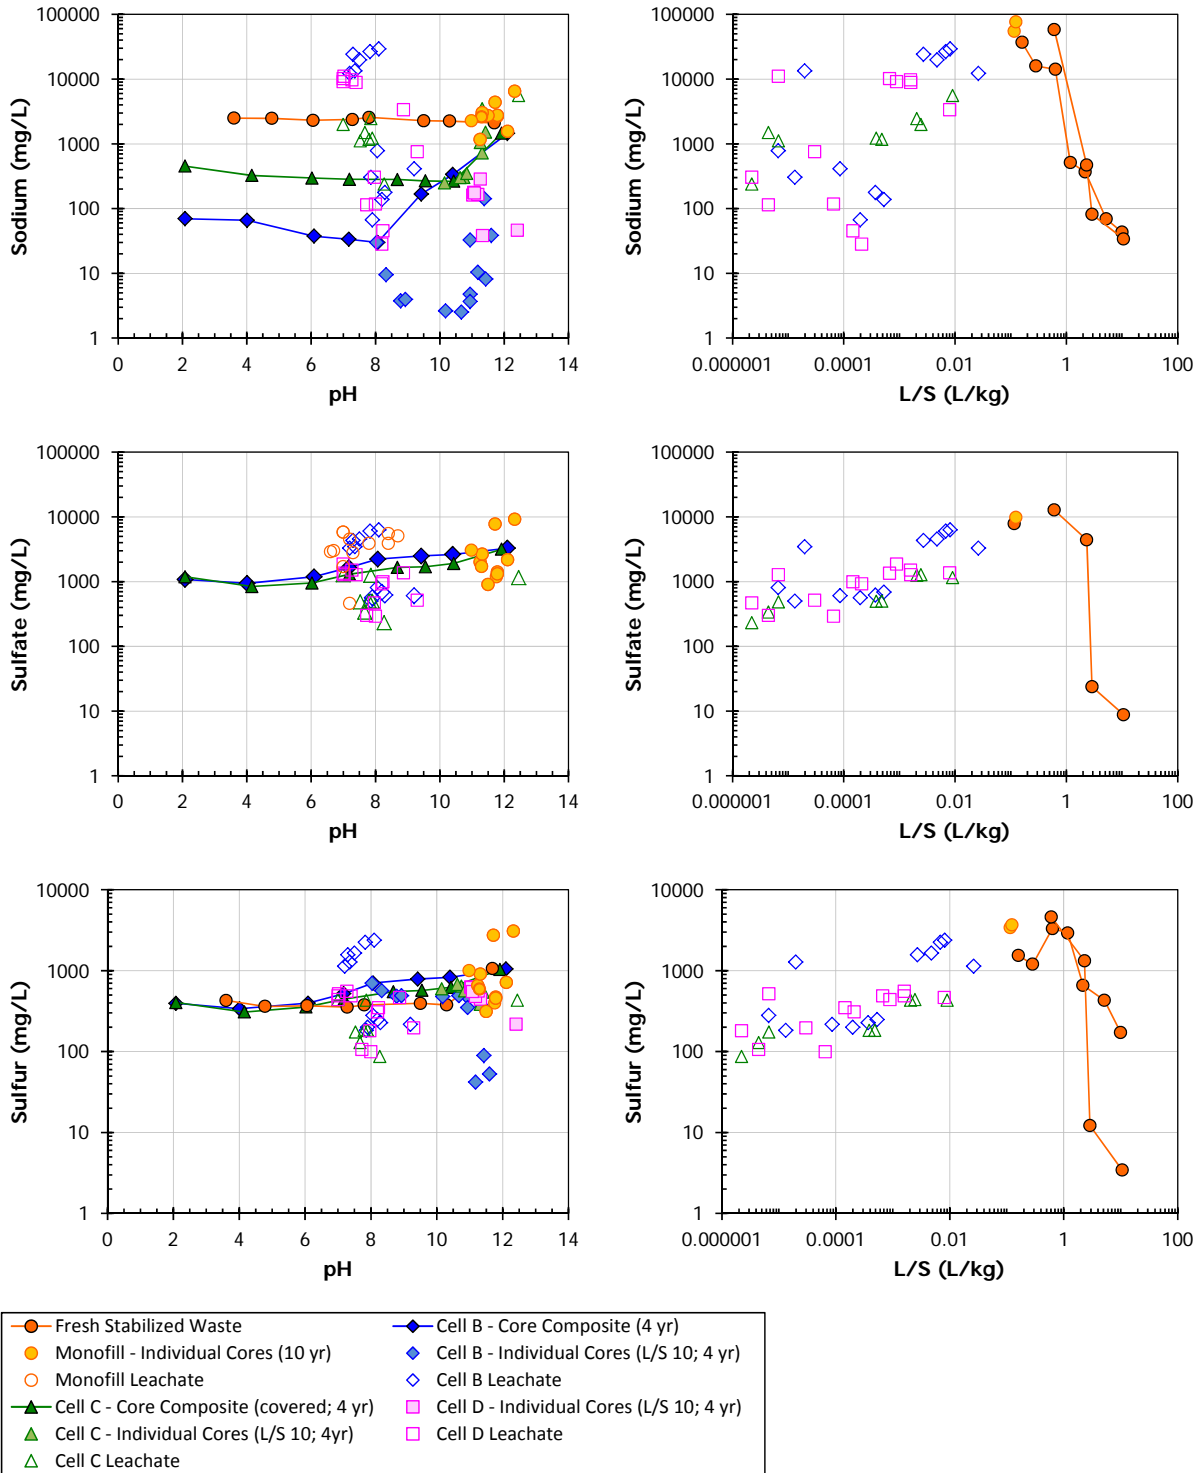 100000
10000
1000
100
10
1
0 2 4 6 8 10 12 14
pH
Sodium (mg/L)
100000
10000
1000
100
10
1
0.000001 0.0001 0.01 1 100
L/S (L/kg)
Sodium (mg/L)
100000
10000
1000
100
10
1
0 2 4 6 8 10 12 14
pH
Sulfate (mg/L)
100000
10000
1000
100
10
1
0.000001 0.0001 0.01 1 100
L/S (L/kg)
Sulfate (mg/L)
10000
1000
100
10
1
0 2 4 6 8 10 12 14
pH
Sulfur (mg/L)
10000
1000
100
10
1
0.000001 0.0001 0.01 1 100
L/S (L/kg)
Sulfur (mg/L)
Fresh Stabilized Waste
Monofill - Individual Cores (10 yr)
Monofill Leachate
Cell C - Core Composite (covered; 4 yr)
Cell C - Individual Cores (L/S 10; 4yr)
Cell C Leachate
Cell B - Core Composite (4 yr)
Cell B - Individual Cores (L/S 10; 4 yr)
Cell B Leachate
Cell D - Individual Cores (L/S 10; 4 yr)
Cell D Leachate